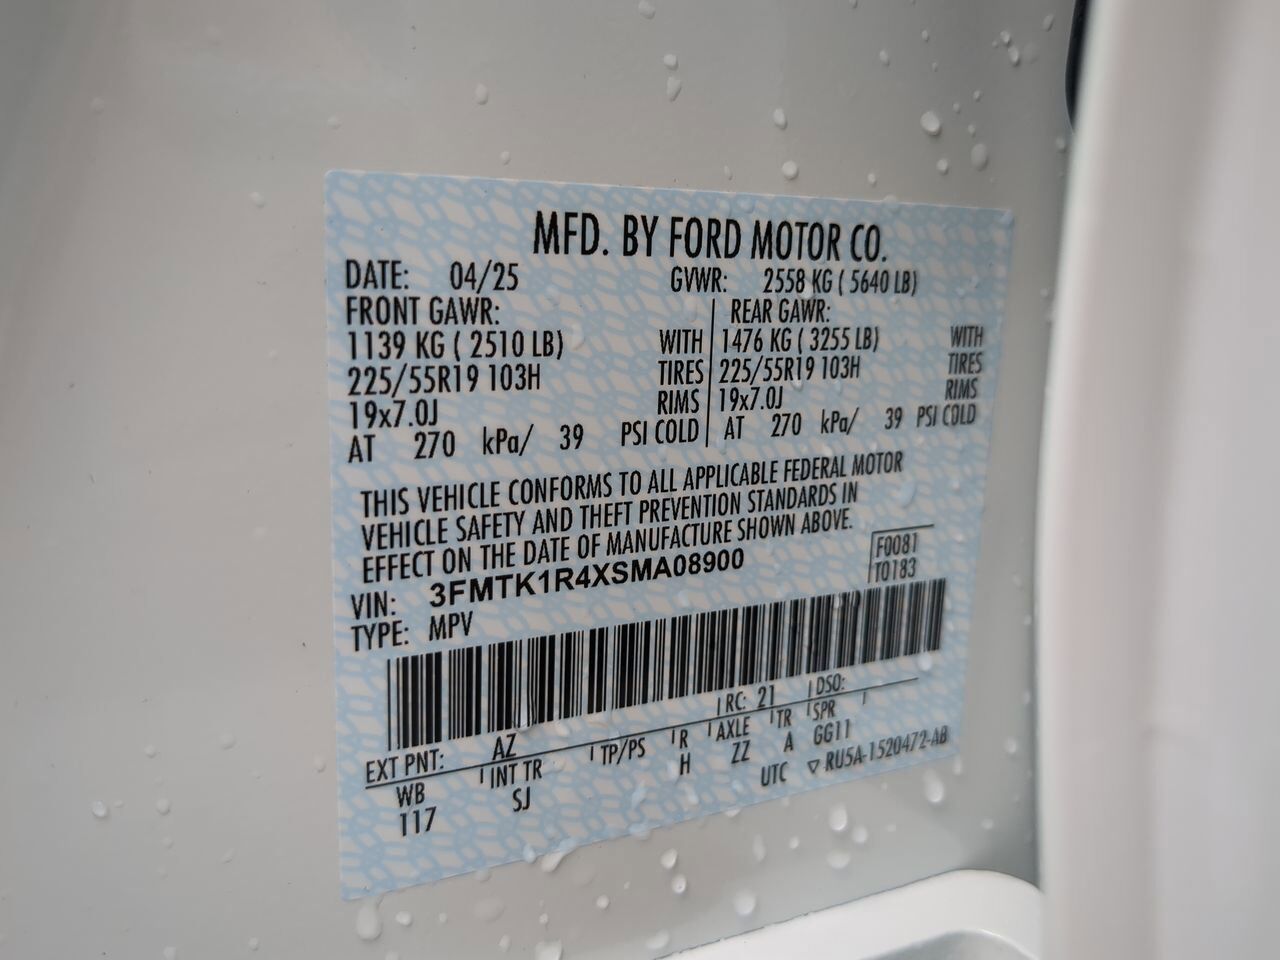 MFD. BY FORD MOTOR CO.
DATE: 04/25 GVWR: 2558 KG ( 5640 LB)
FRONT GAWR: REAR GAWR:
1139 KG ( 2510 LB) WITH 1476 KG ( 3255 LB) WITH
225/55R19 103H TIRES 225/55R19 103H TIRES
19x7.0J RIMS 19x7.0J RIMS
AT 270 kPa/ 39 PSI COLD AT 270 kPa/ 39 PSI COLD
THIS VEHICLE CONFORMS TO ALL APPLICABLE FEDERAL MOTOR
VEHICLE SAFETY AND THEFT PREVENTION STANDARDS IN
EFFECT ON THE DATE OF MANUFACTURE SHOWN ABOVE.
VIN: 3FMTK1R4XSMA08900 F0081
TYPE: MPV T0183
EXT PNT: AZ RC: 21 DSO:
WB INT TR TP/PS R AXLE TR SPR
117 SJ H ZZ A GG11
UTC ▽ RU5A-1520472-AB